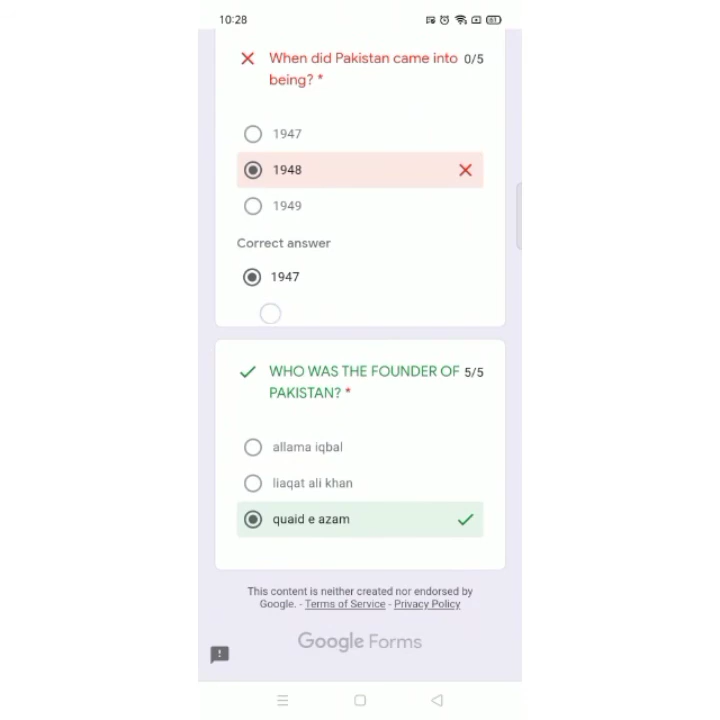 10:28
When did Pakistan came into 0/5
being? *
1947
1948
1949
Correct answer
1947
WHO WAS THE FOUNDER OF 5/5
PAKISTAN? *
allama iqbal
liaqat ali khan
quaid e azam
This content is neither created nor endorsed by
Google. - Terms of Service - Privacy Policy
Google Forms